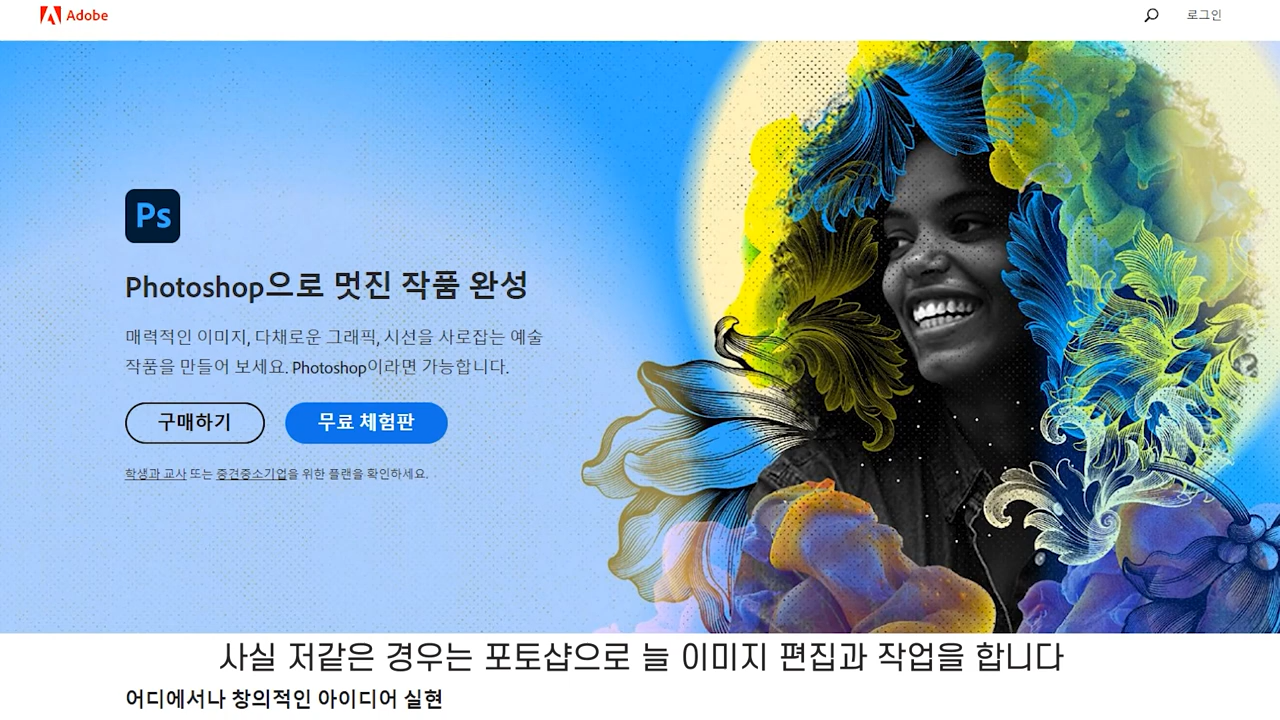 Adobe
로그인
Ps
Photoshop으로 멋진 작품 완성
매력적인 이미지, 다채로운 그래픽, 시선을 사로잡는 예술
작품을 만들어 보세요. Photoshop이라면 가능합니다.
구매하기
무료 체험판
학생과 교사 또는 중견중소기업을 위한 플랜을 확인하세요.
사실 저같은 경우는 포토샵으로 늘 이미지 편집과 작업을 합니다
어디에서나 창의적인 아이디어 실현